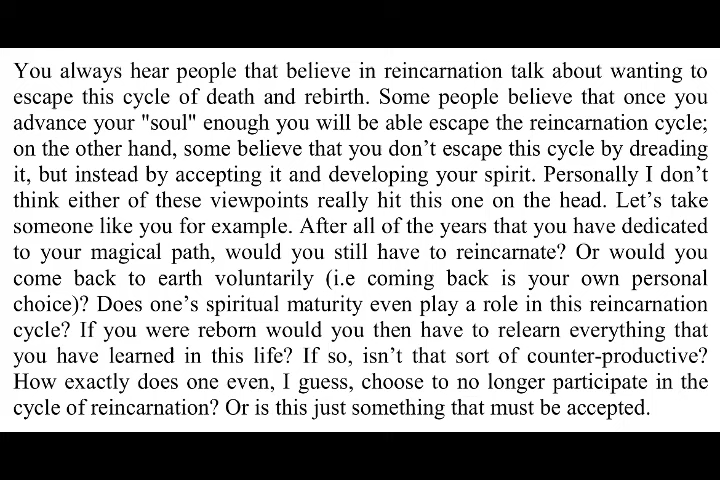 You always hear people that believe in reincarnation talk about wanting to
escape this cycle of death and rebirth. Some people believe that once you
advance your "soul" enough you will be able escape the reincarnation cycle;
on the other hand, some believe that you don’t escape this cycle by dreading
it, but instead by accepting it and developing your spirit. Personally I don’t
think either of these viewpoints really hit this one on the head. Let’s take
someone like you for example. After all of the years that you have dedicated
to your magical path, would you still have to reincarnate? Or would you
come back to earth voluntarily (i.e coming back is your own personal
choice)? Does one’s spiritual maturity even play a role in this reincarnation
cycle? If you were reborn would you then have to relearn everything that
you have learned in this life? If so, isn’t that sort of counter-productive?
How exactly does one even, I guess, choose to no longer participate in the
cycle of reincarnation? Or is this just something that must be accepted.